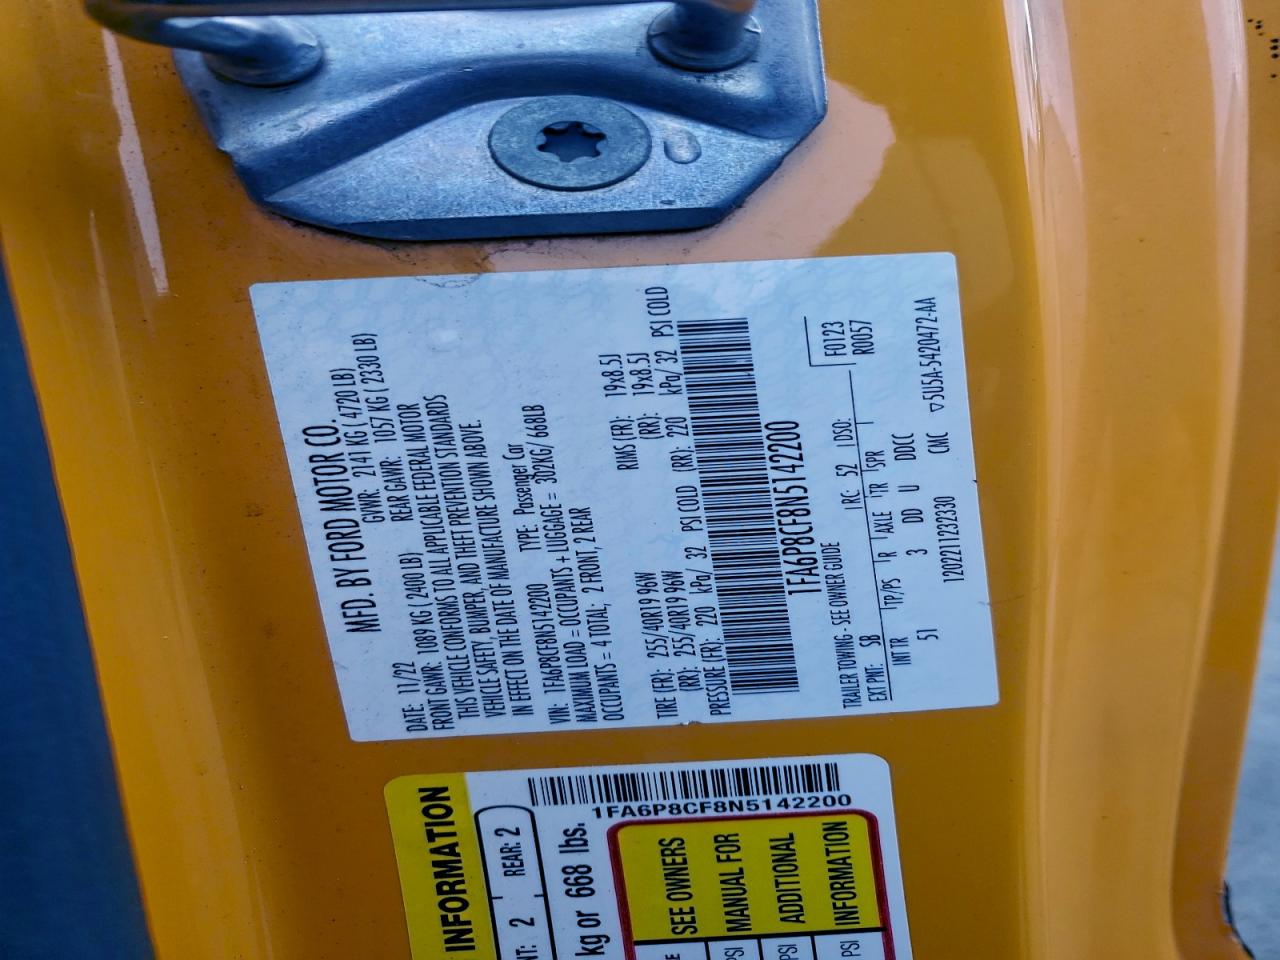 MFD. BY FORD MOTOR CO.
DATE: 11/22 GVWR: 2141 KG (4720 LB)
FRONT GAWR: 1089 KG (2400 LB) REAR GAWR: 1057 KG (2330 LB)
THIS VEHICLE CONFORMS TO ALL APPLICABLE FEDERAL MOTOR
VEHICLE SAFETY, BUMPER, AND THEFT PREVENTION STANDARDS
IN EFFECT ON THE DATE OF MANUFACTURE SHOWN ABOVE.
VIN: 1FA6P8CF8N5142200 TYPE: Passenger Car
MAXIMUM LOAD = OCCUPANTS + LUGGAGE = 302KG/ 668LB
OCCUPANTS = 4 TOTAL; 2 FRONT, 2 REAR
TIRE (FR): 255/40R19 96W RIMS (FR): 19x8.5J
(RR): 255/40R19 96W (RR): 19x8.5J
PRESSURE (FR): 220 kPa/ 32 PSI COLD (RR): 220 kPa/ 32 PSI COLD
1FA6P8CF8N5142200
TRAILER TOWING - SEE OWNER GUIDE F0123
EXT PNT: SB RC: 52 DSO: R0057
INT TR TP/PS R AXLE TR SPR
51 3 DD U DDCC
1202211232330 CMC ▽5U5A-5420472-AA
INFORMATION
NT: 2 REAR: 2
kg or 668 lbs.
1FA6P8CF8N5142200
SEE OWNERS
MANUAL FOR
ADDITIONAL
INFORMATION
PSI
PSI
PSI